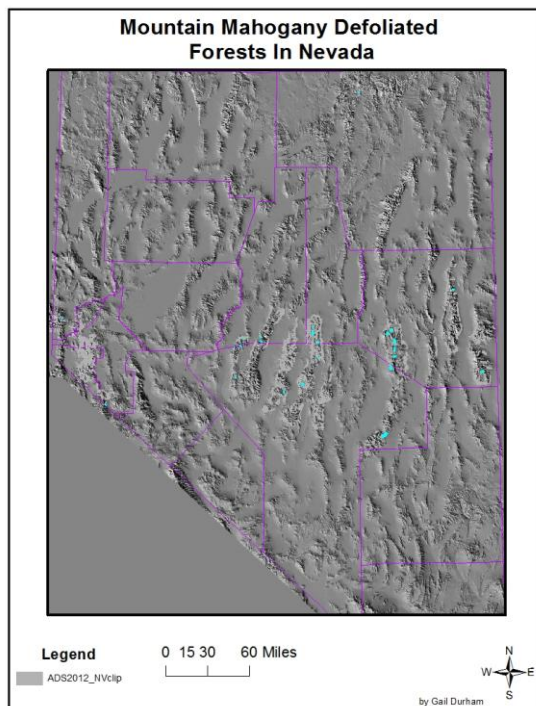 Mountain Mahogany Defoliated
Forests In Nevada
Legend
ADS2012_NVclip
0 15 30 60 Miles
N
W E
S
by Gail Durham